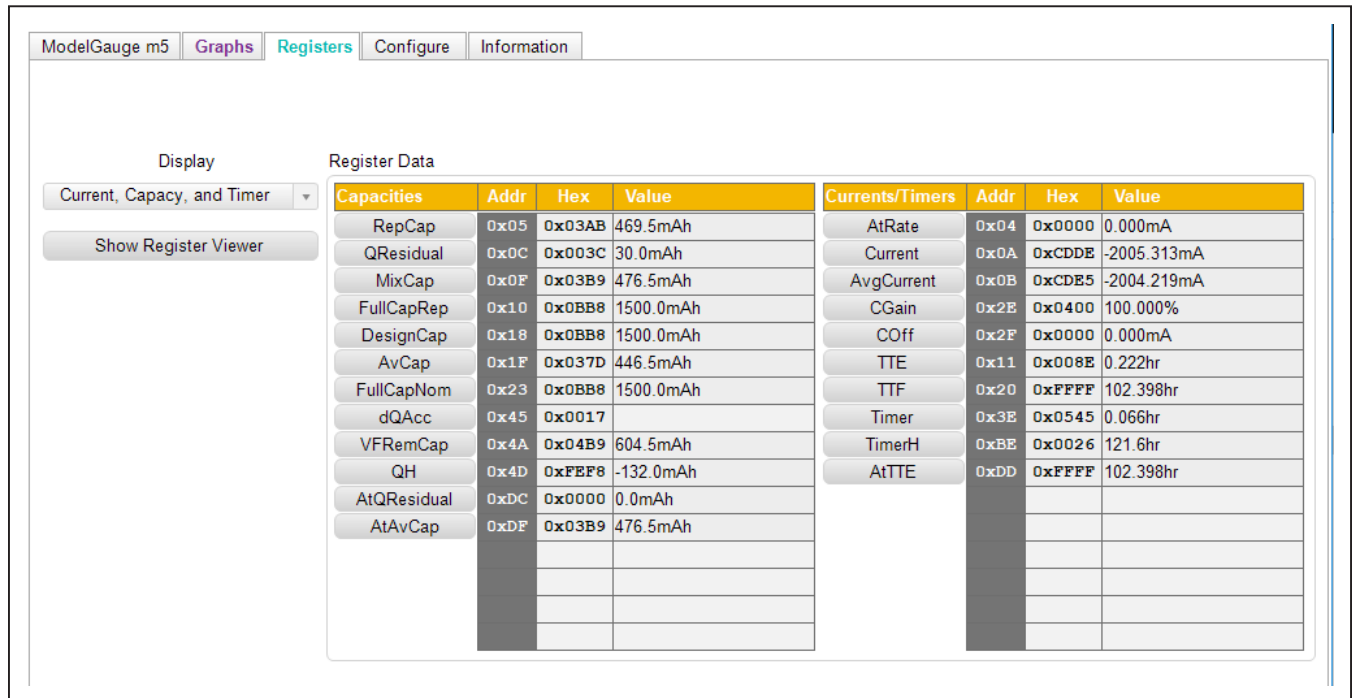 ModelGauge m5 Graphs Registers Configure Information
Display
Register Data
Current, Capacy, and Timer
Show Register Viewer
Capacities Addr Hex Value
RepCap 0x05 0x03AB 469.5mAh
QResidual 0x0C 0x003C 30.0mAh
MixCap 0x0F 0x03B9 476.5mAh
FullCapRep 0x10 0x0BB8 1500.0mAh
DesignCap 0x18 0x0BB8 1500.0mAh
AvCap 0x1F 0x037D 446.5mAh
FullCapNom 0x23 0x0BB8 1500.0mAh
dQAcc 0x45 0x0017
VFRemCap 0x4A 0x04B9 604.5mAh
QH 0x4D 0xFEF8 -132.0mAh
AtQResidual 0xDC 0x0000 0.0mAh
AtAvCap 0xDF 0x03B9 476.5mAh
Currents/Timers Addr Hex Value
AtRate 0x04 0x0000 0.000mA
Current 0x0A 0xCDDE -2005.313mA
AvgCurrent 0x0B 0xCDE5 -2004.219mA
CGain 0x2E 0x0400 100.000%
COff 0x2F 0x0000 0.000mA
TTE 0x11 0x008E 0.222hr
TTF 0x20 0xFFFF 102.398hr
Timer 0x3E 0x0545 0.066hr
TimerH 0xBE 0x0026 121.6hr
AtTTE 0xDD 0xFFFF 102.398hr